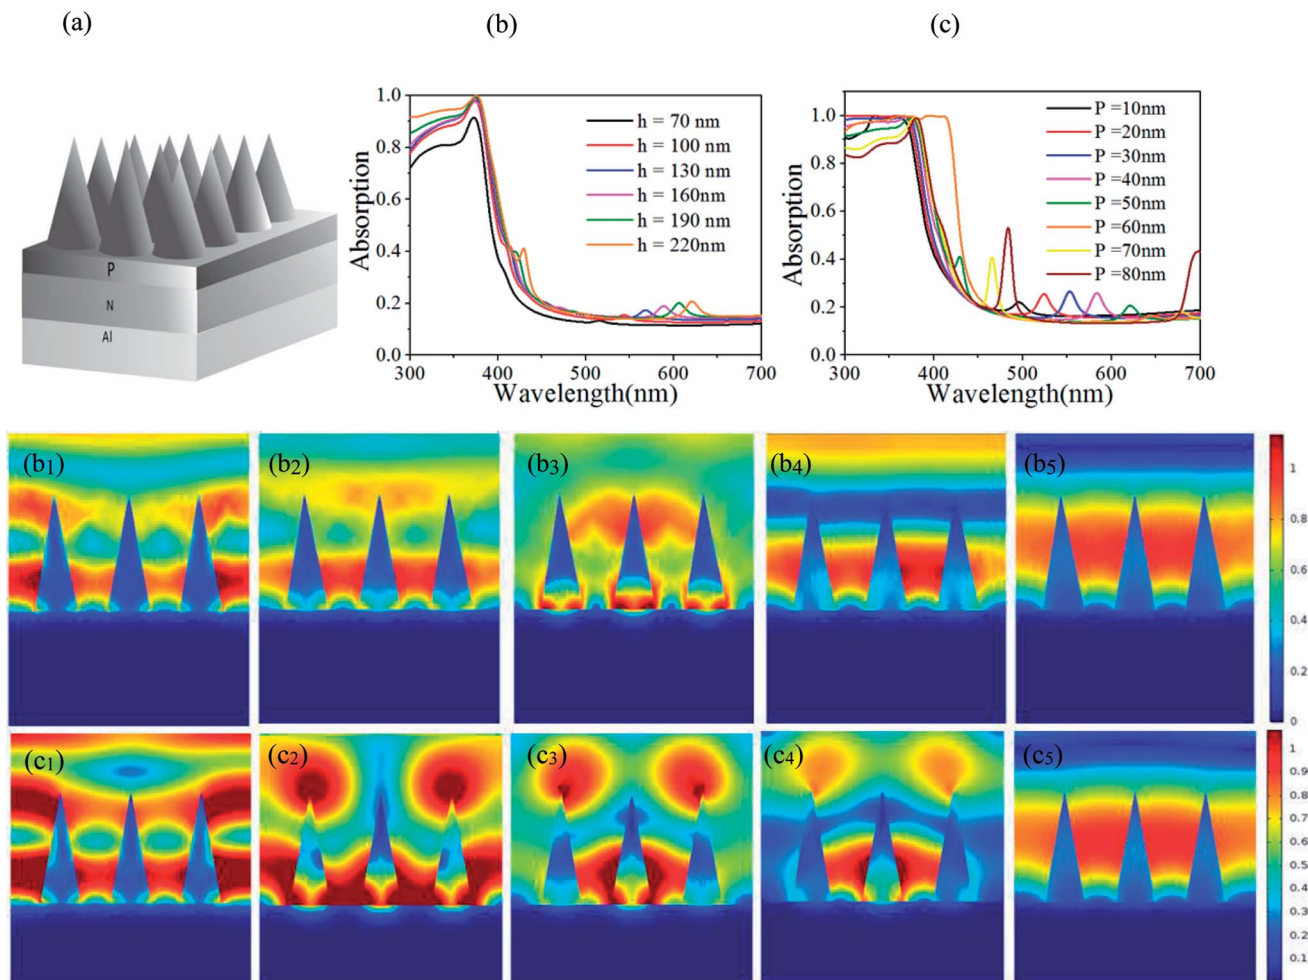 (a)
(b)
(c)
P
N
Al
Absorption
1.0
0.8
0.6
0.4
0.2
0.0
300
400
500
600
700
Wavelength(nm)
h = 70 nm
h = 100 nm
h = 130 nm
h = 160nm
h = 190 nm
h = 220nm
Absorption
1.0
0.8
0.6
0.4
0.2
0.0
300
400
500
600
700
Wavelength(nm)
P =10nm
P =20nm
P =30nm
P =40nm
P =50nm
P =60nm
P =70nm
P =80nm
(b1)
(b2)
(b3)
(b4)
(b5)
1
0.8
0.6
0.4
0.2
0
(c1)
(c2)
(c3)
(c4)
(c5)
1
0.9
0.8
0.7
0.6
0.5
0.4
0.3
0.2
0.1